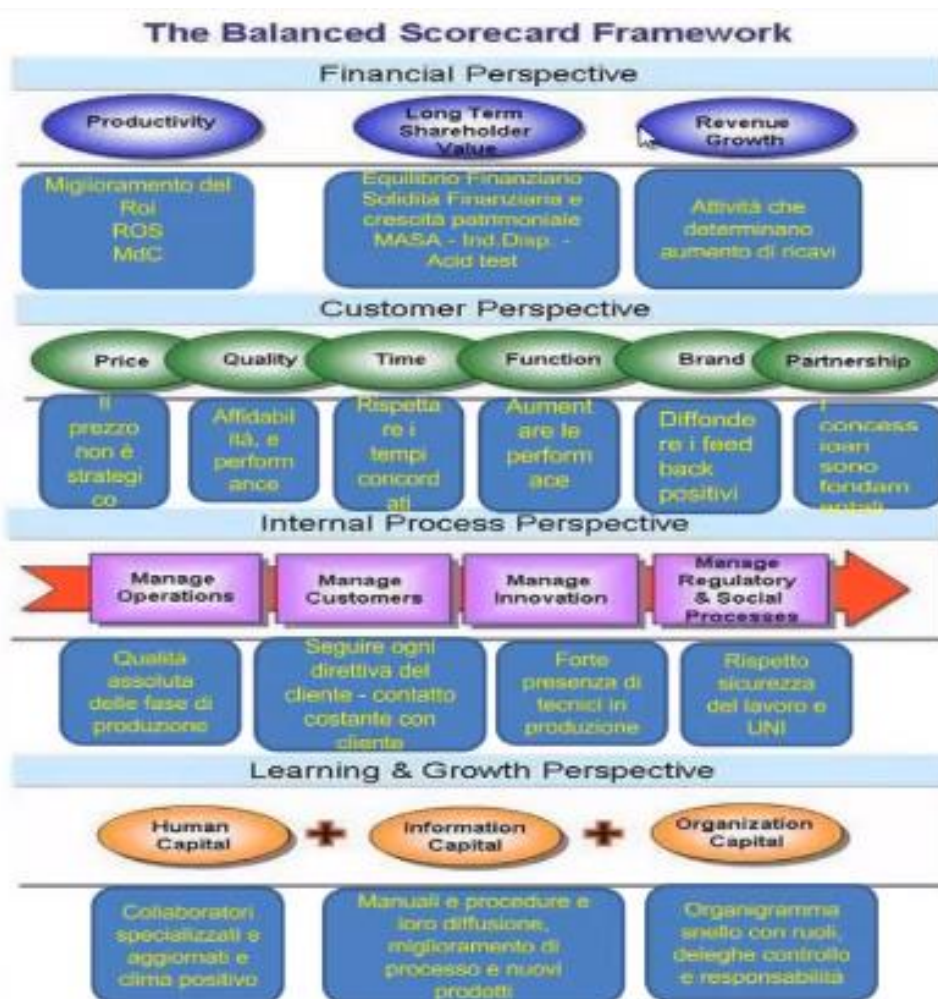 The Balanced Scorecard Framework
Financial Perspective
Productivity
Long Term
Shareholder
Value
Revenue
Growth
Miglioramento del
Roi
ROS
MdC
Equilibrio Finanziario
Solidità Finanziaria e
crescità patrimoniale
MASA - Ind.Disp. -
Acid test
Attività che
determinano
aumento di ricavi
Customer Perspective
Price
Quality
Time
Function
Brand
Partnership
Il
prezzo
non è
strategi
co
Affidabil
ità, e
perform
ance
Rispetta
re i
tempi
concord
ati
Aument
are le
perform
ace
Diffonde
re i feed
back
positivi
I
concess
ioari
sono
fondam
entali
Internal Process Perspective
Manage
Operations
Manage
Customers
Manage
Innovation
Manage
Regulatory
& Social
Processes
Qualità
assoluta
delle fase di
produzione
Seguire ogni
direttiva del
cliente - contatto
costante con
cliente
Forte
presenza di
tecnici in
produzione
Rispetto
sicurezza
del lavoro e
UNI
Learning & Growth Perspective
Human
Capital
Information
Capital
Organization
Capital
Collaboratori
specializzati e
aggiornati e
clima positivo
Manuali e procedure e
loro diffusione,
miglioramento di
processo e nuovi
prodotti
Organigramma
snello con ruoli,
deleghe controllo
e responsabilità